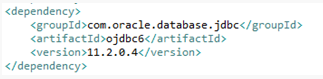 <dependency>
    <groupId>com.oracle.database.jdbc</groupId>
    <artifactId>ojdbc6</artifactId>
    <version>11.2.0.4</version>
</dependency>